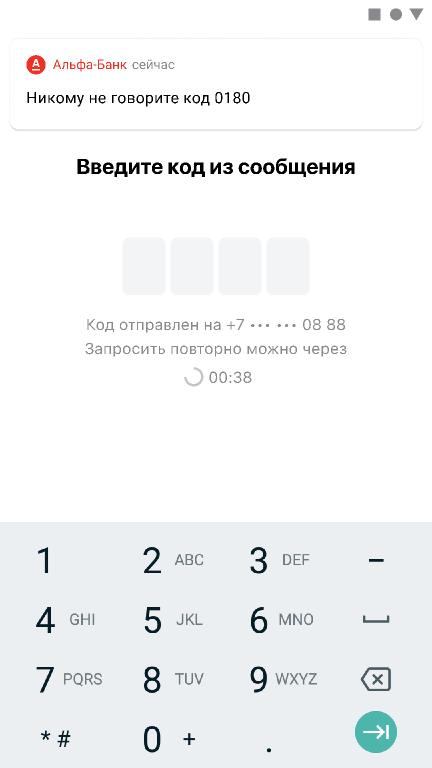 Альфа-Банк сейчас
Никому не говорите код 0180
Введите код из сообщения
Код отправлен на +7 ••• ••• 08 88
Запросить повторно можно через
00:38
1 2 ABC 3 DEF –
4 GHI 5 JKL 6 MNO
7 PQRS 8 TUV 9 WXYZ
* # 0 + .